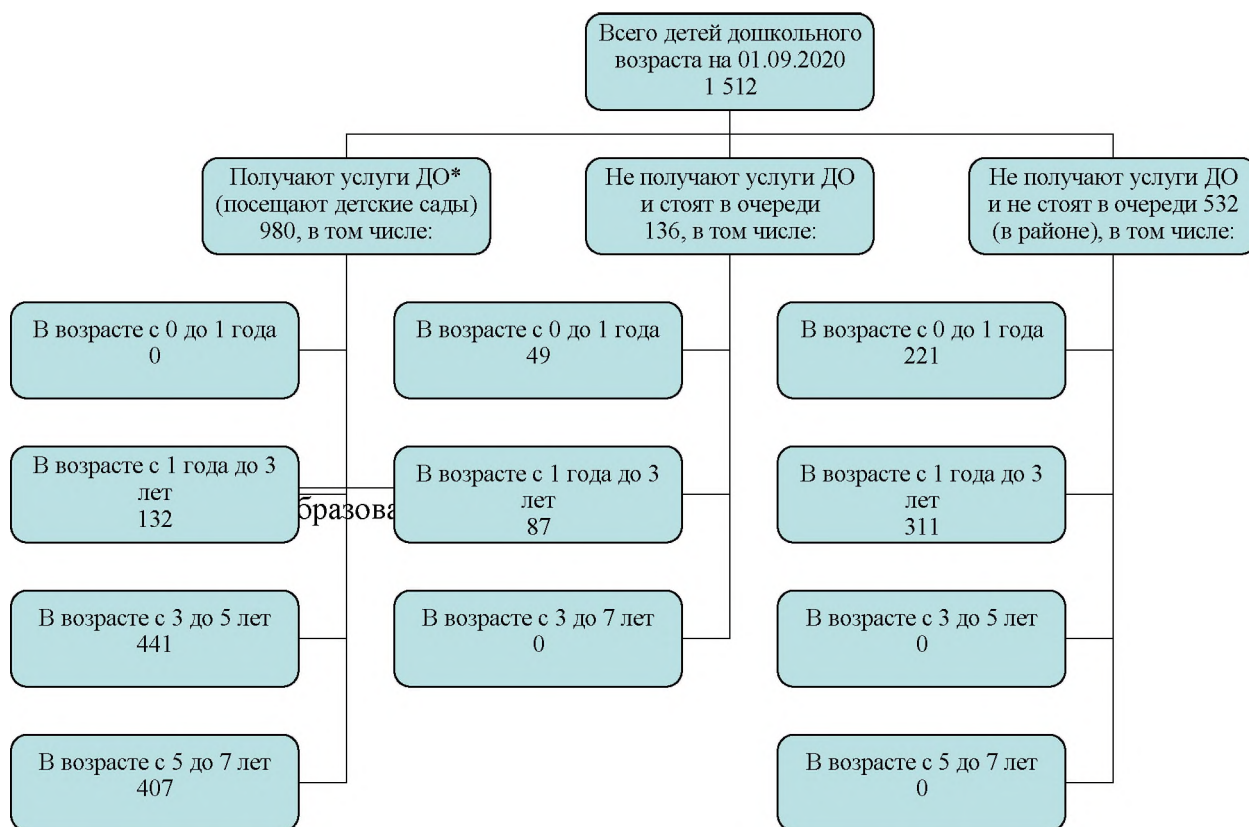 Всего детей дошкольного
возраста на 01.09.2020
1 512
Получают услуги ДО*
(посещают детские сады)
980, в том числе:
Не получают услуги ДО
и стоят в очереди
136, в том числе:
Не получают услуги ДО
и не стоят в очереди 532
(в районе), в том числе:
В возрасте с 0 до 1 года
0
В возрасте с 0 до 1 года
49
В возрасте с 0 до 1 года
221
В возрасте с 1 года до 3
лет
132
бразова
В возрасте с 1 года до 3
лет
87
В возрасте с 1 года до 3
лет
311
В возрасте с 3 до 5 лет
441
В возрасте с 3 до 7 лет
0
В возрасте с 3 до 5 лет
0
В возрасте с 5 до 7 лет
407
В возрасте с 5 до 7 лет
0